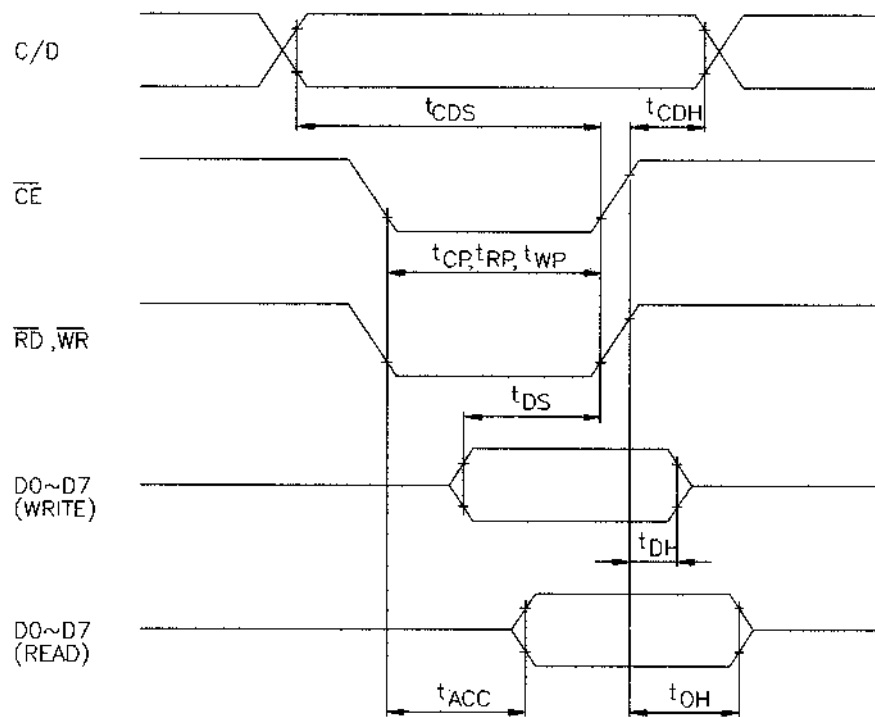 C/D
tCDS
tCDH
CE
tCP,tRP, tWP
RD ,WR
tDS
D0~D7
(WRITE)
tDH
D0~D7
(READ)
tACC
tOH